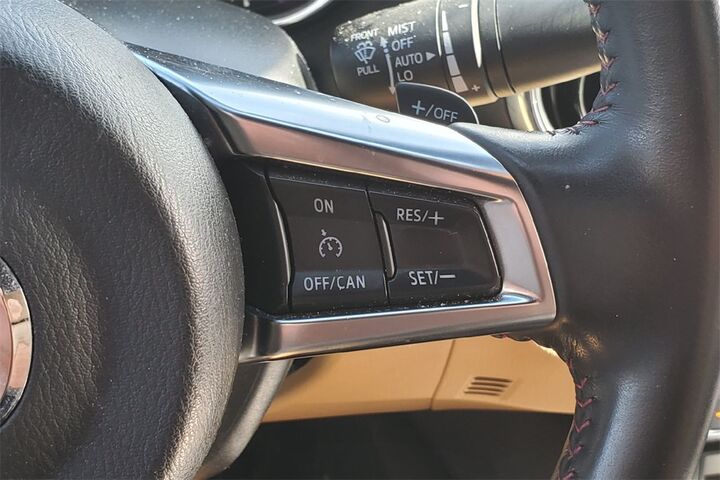 FRONT
PULL
MIST
OFF
AUTO
LO
+
+/OFF
ON
OFF/CAN
RES/+
SET/−